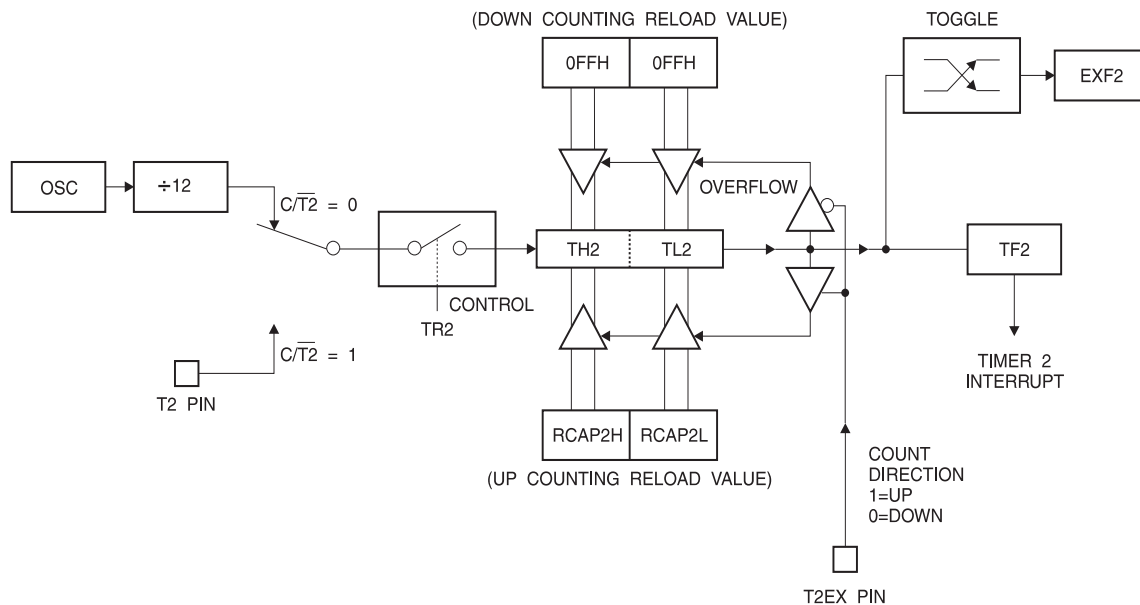 (DOWN COUNTING RELOAD VALUE)
TOGGLE
0FFH
0FFH
EXF2
OSC
÷12
C/T2̅ = 0
OVERFLOW
TH2
TL2
TF2
CONTROL
TR2
C/T2̅ = 1
T2 PIN
TIMER 2
INTERRUPT
RCAP2H
RCAP2L
(UP COUNTING RELOAD VALUE)
COUNT
DIRECTION
1=UP
0=DOWN
T2EX PIN